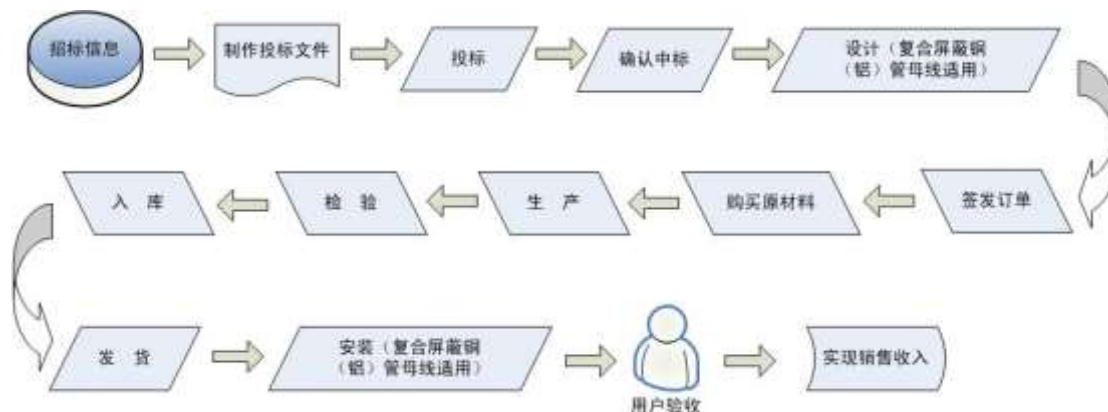 招标信息
制作投标文件
投标
确认中标
设计（复合屏蔽铜
（铝）管母线适用）
签发订单
购买原材料
生 产
检 验
入 库
发 货
安装（复合屏蔽铜
（铝）管母线适用）
用户验收
实现销售收入